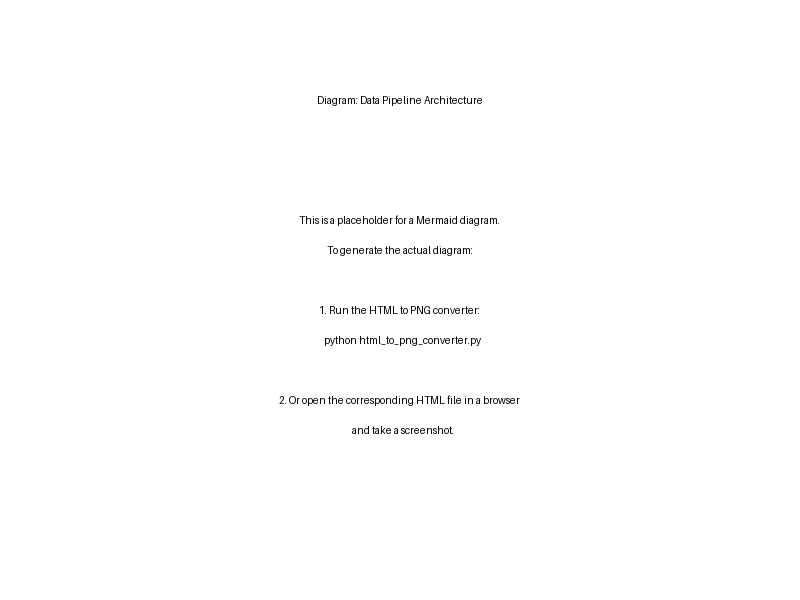 Diagram: Data Pipeline Architecture
This is a placeholder for a Mermaid diagram.
To generate the actual diagram:
1. Run the HTML to PNG converter:
python html_to_png_converter.py
2. Or open the corresponding HTML file in a browser
and take a screenshot.